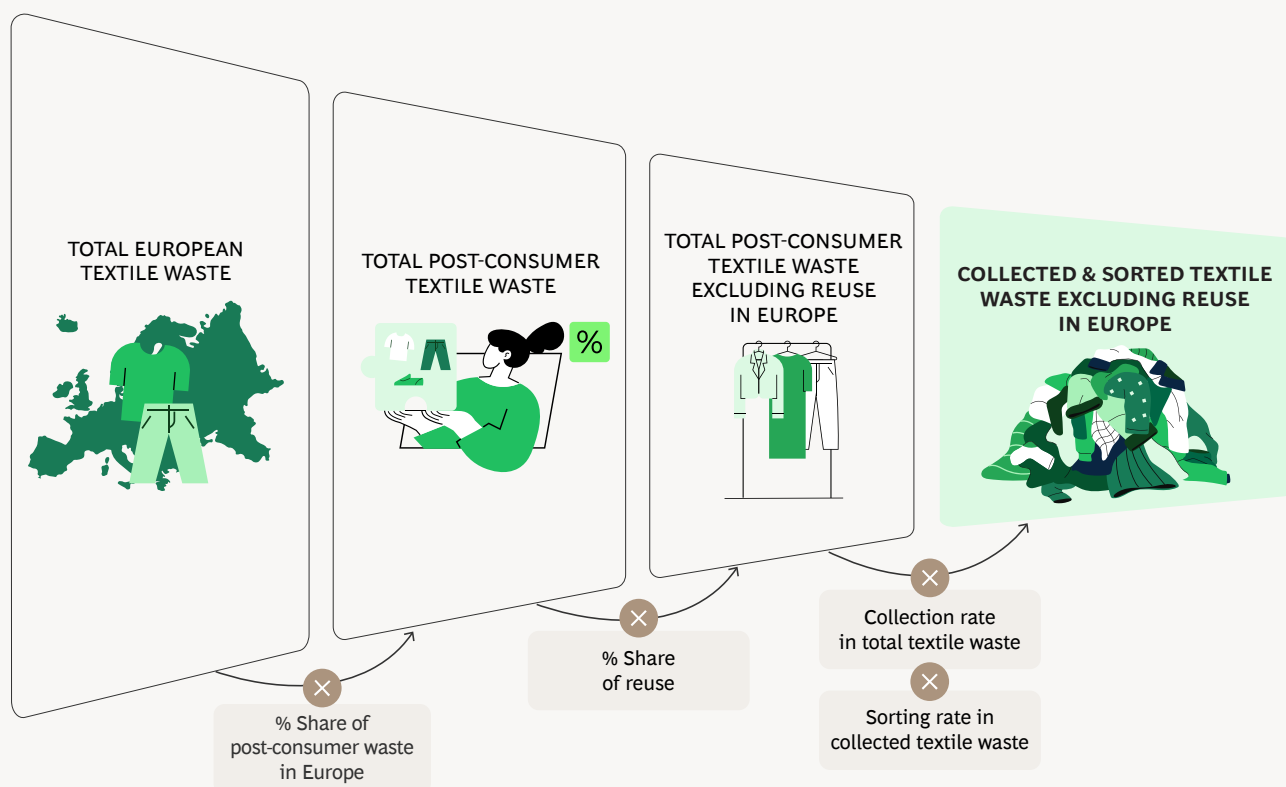 TOTAL EUROPEAN
TEXTILE WASTE
TOTAL POST-CONSUMER
TEXTILE WASTE
%
TOTAL POST-CONSUMER
TEXTILE WASTE
EXCLUDING REUSE
IN EUROPE
COLLECTED & SORTED TEXTILE
WASTE EXCLUDING REUSE
IN EUROPE
% Share of
post-consumer waste
in Europe
% Share
of reuse
Collection rate
in total textile waste
Sorting rate in
collected textile waste